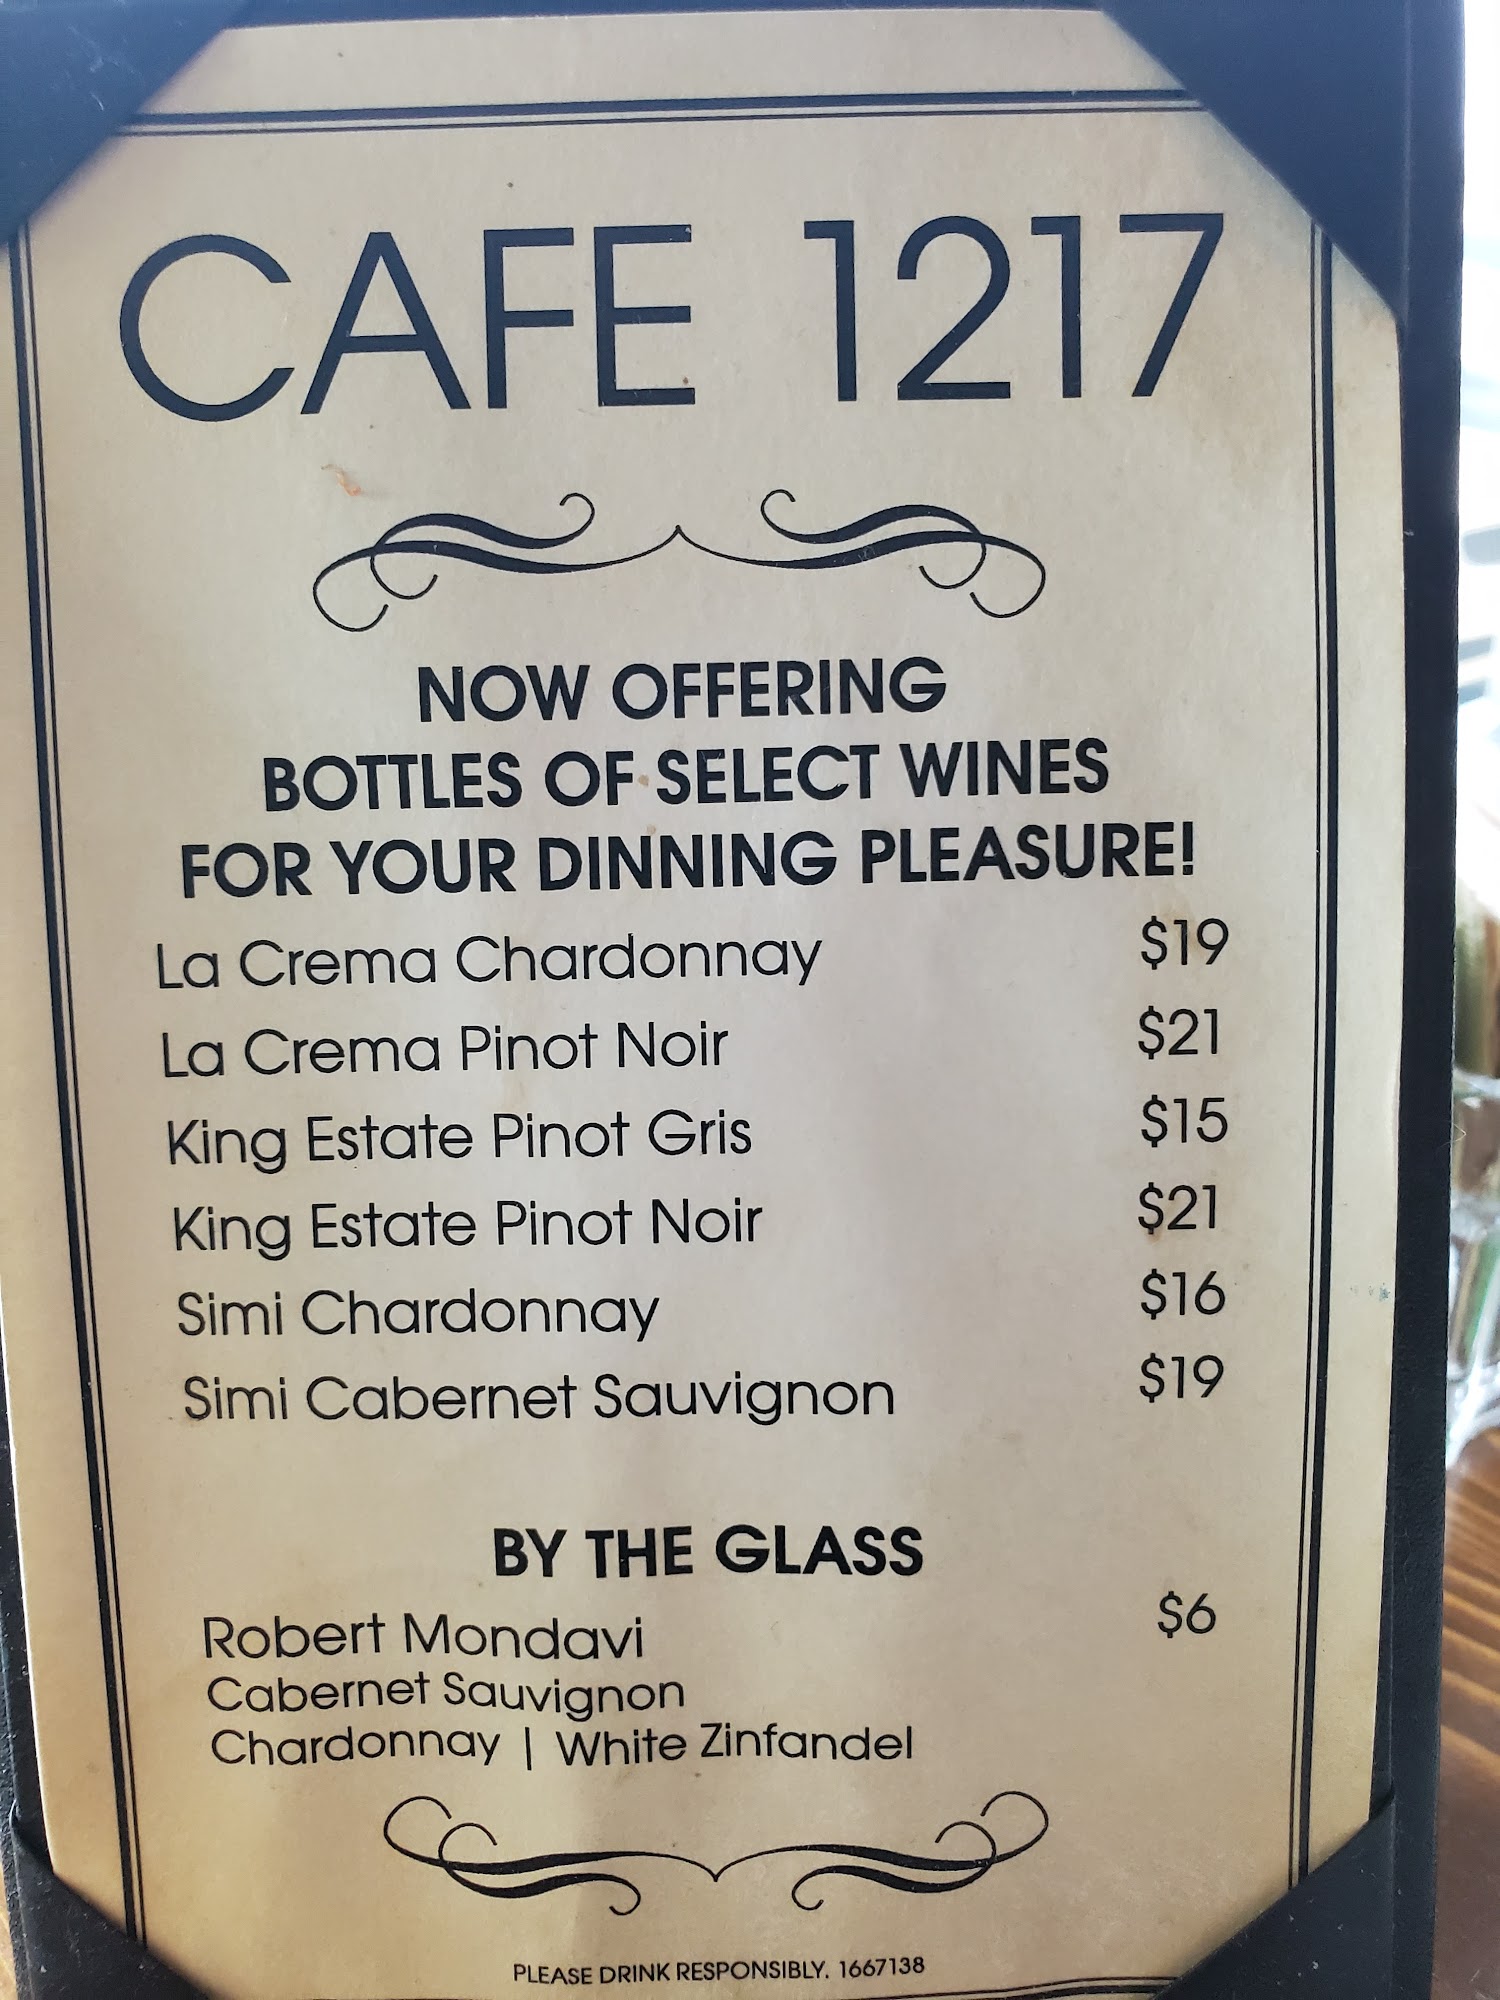 CAFE 1217
NOW OFFERING
BOTTLES OF SELECT WINES
FOR YOUR DINNING PLEASURE!
La Crema Chardonnay $19
La Crema Pinot Noir $21
King Estate Pinot Gris $15
King Estate Pinot Noir $21
Simi Chardonnay $16
Simi Cabernet Sauvignon $19
BY THE GLASS
Robert Mondavi $6
Cabernet Sauvignon
Chardonnay | White Zinfandel
PLEASE DRINK RESPONSIBLY. 1667138